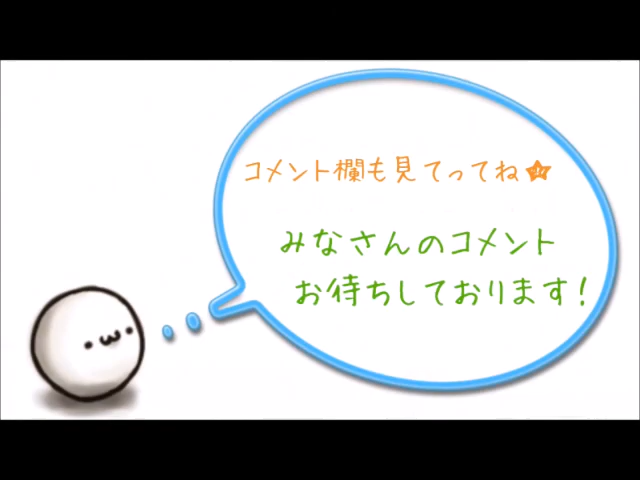 コメント欄も見てってね★
みなさんのコメント
お待ちしております!